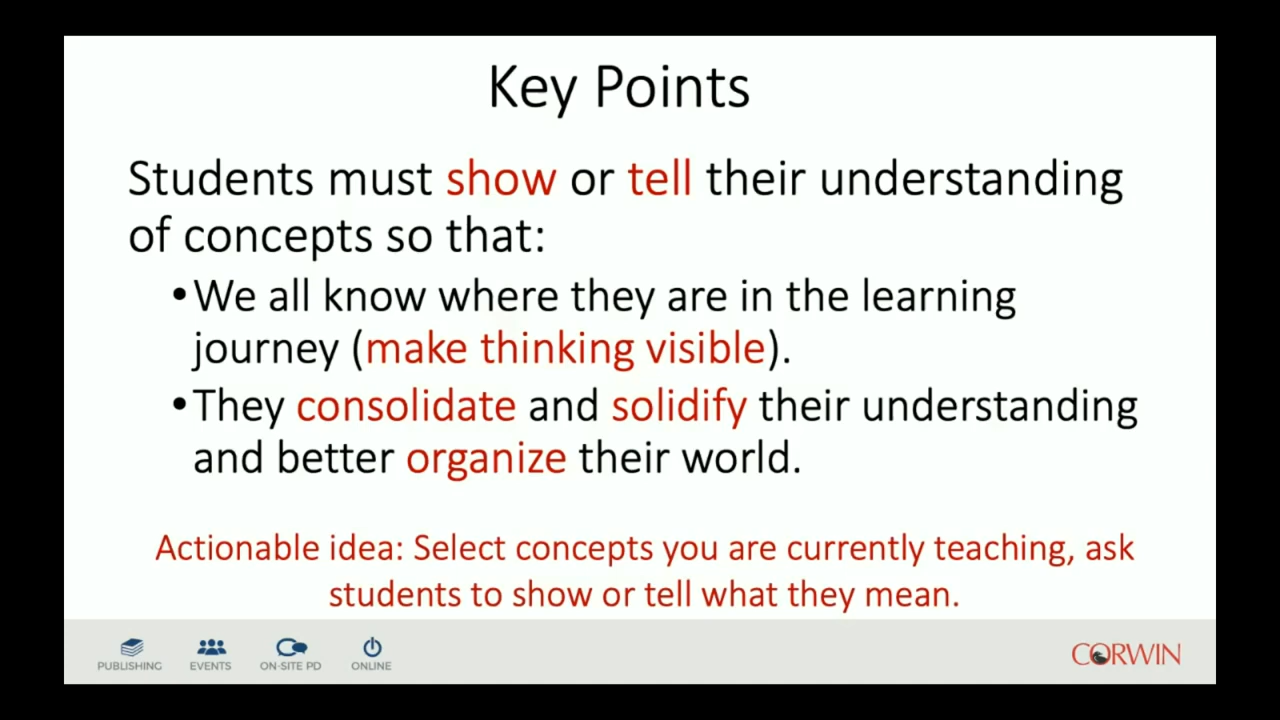 Key Points
Students must show or tell their understanding
of concepts so that:
•We all know where they are in the learning
journey (make thinking visible).
•They consolidate and solidify their understanding
and better organize their world.
Actionable idea: Select concepts you are currently teaching, ask
students to show or tell what they mean.
PUBLISHING EVENTS ON-SITE PD ONLINE CORWIN